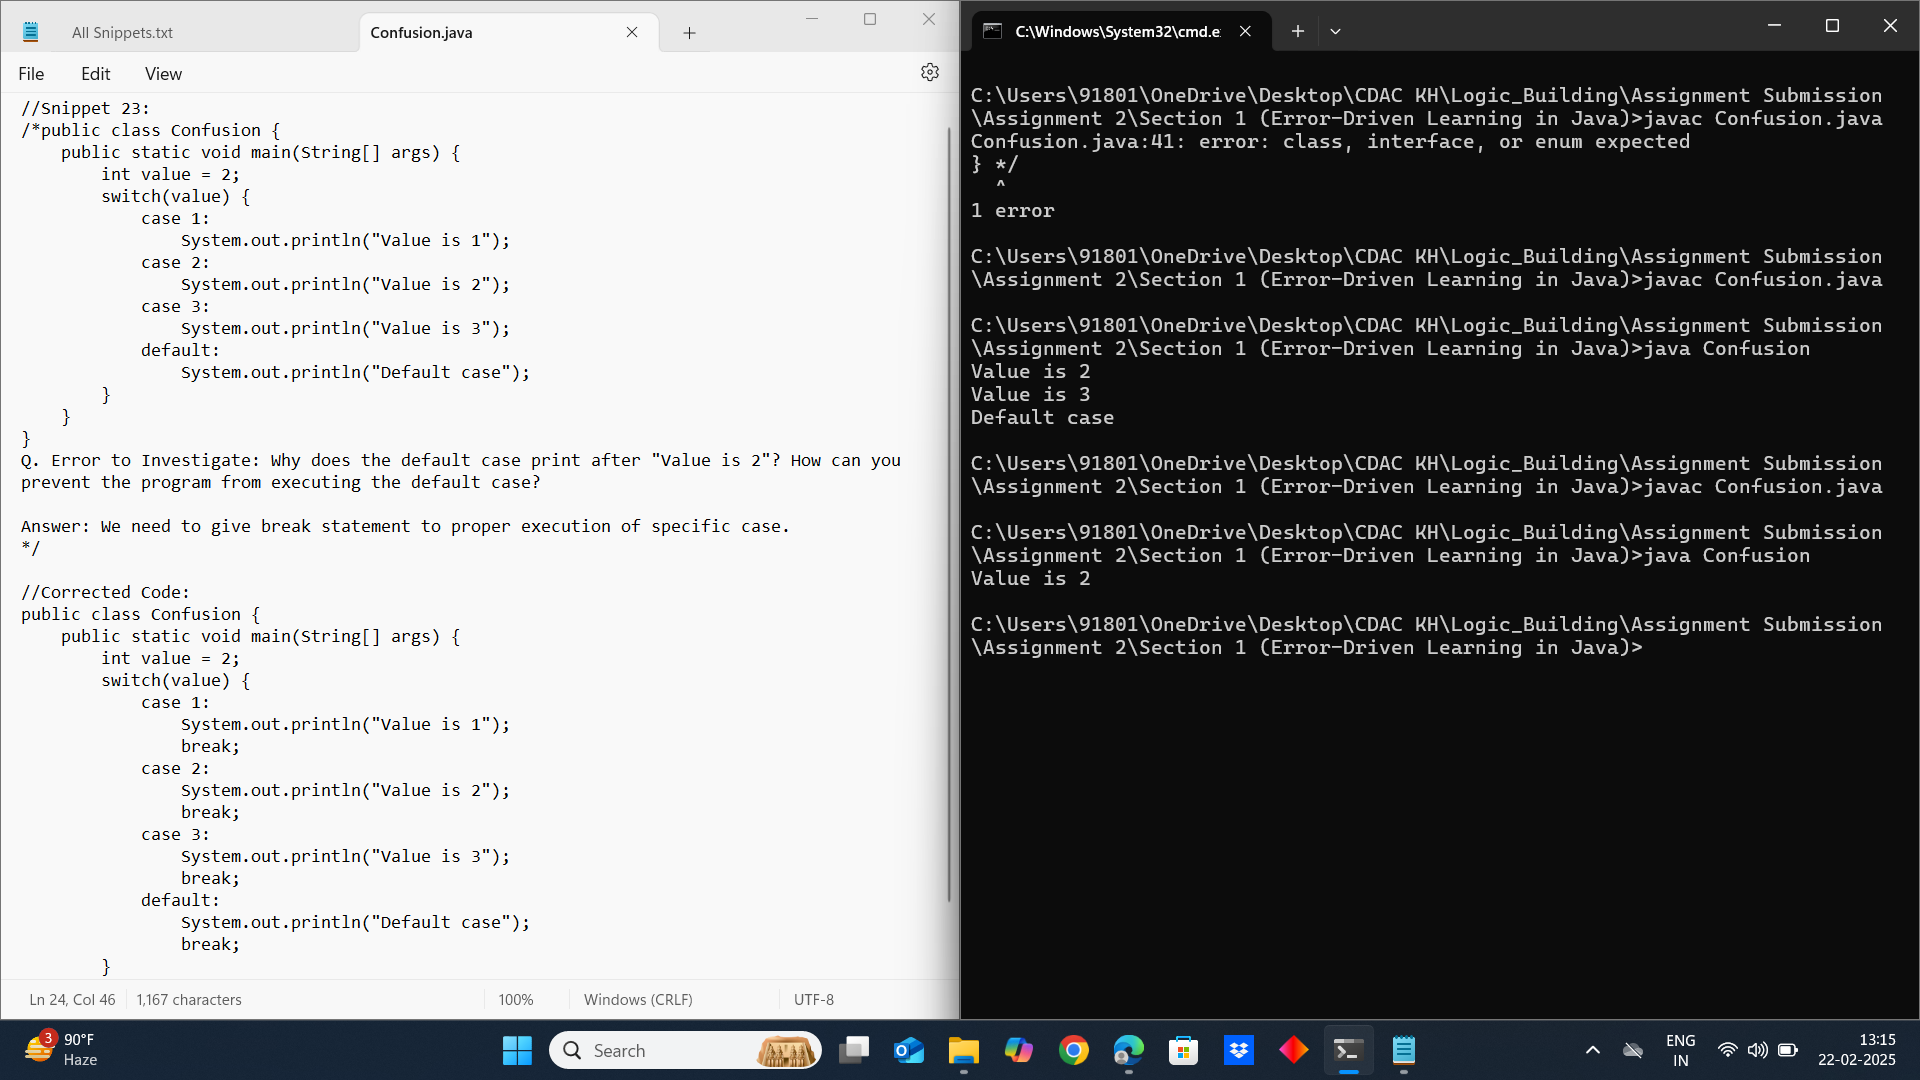 All Snippets.txt
Confusion.java
File
Edit
View
//Snippet 23:
/*public class Confusion {
    public static void main(String[] args) {
        int value = 2;
        switch(value) {
            case 1:
                System.out.println("Value is 1");
            case 2:
                System.out.println("Value is 2");
            case 3:
                System.out.println("Value is 3");
            default:
                System.out.println("Default case");
        }
    }
}
Q. Error to Investigate: Why does the default case print after "Value is 2"? How can you
prevent the program from executing the default case?
Answer: We need to give break statement to proper execution of specific case.
*/
//Corrected Code:
public class Confusion {
    public static void main(String[] args) {
        int value = 2;
        switch(value) {
            case 1:
                System.out.println("Value is 1");
                break;
            case 2:
                System.out.println("Value is 2");
                break;
            case 3:
                System.out.println("Value is 3");
                break;
            default:
                System.out.println("Default case");
                break;
        }
Ln 24, Col 46
1,167 characters
100%
Windows (CRLF)
UTF-8
C:\Windows\System32\cmd.e
C:\Users\91801\OneDrive\Desktop\CDAC KH\Logic_Building\Assignment Submission
\Assignment 2\Section 1 (Error-Driven Learning in Java)>javac Confusion.java
Confusion.java:41: error: class, interface, or enum expected
} */
  ^
1 error
C:\Users\91801\OneDrive\Desktop\CDAC KH\Logic_Building\Assignment Submission
\Assignment 2\Section 1 (Error-Driven Learning in Java)>javac Confusion.java
C:\Users\91801\OneDrive\Desktop\CDAC KH\Logic_Building\Assignment Submission
\Assignment 2\Section 1 (Error-Driven Learning in Java)>java Confusion
Value is 2
Value is 3
Default case
C:\Users\91801\OneDrive\Desktop\CDAC KH\Logic_Building\Assignment Submission
\Assignment 2\Section 1 (Error-Driven Learning in Java)>javac Confusion.java
C:\Users\91801\OneDrive\Desktop\CDAC KH\Logic_Building\Assignment Submission
\Assignment 2\Section 1 (Error-Driven Learning in Java)>java Confusion
Value is 2
C:\Users\91801\OneDrive\Desktop\CDAC KH\Logic_Building\Assignment Submission
\Assignment 2\Section 1 (Error-Driven Learning in Java)>
3
90°F
Haze
Search
ENG
IN
13:15
22-02-2025